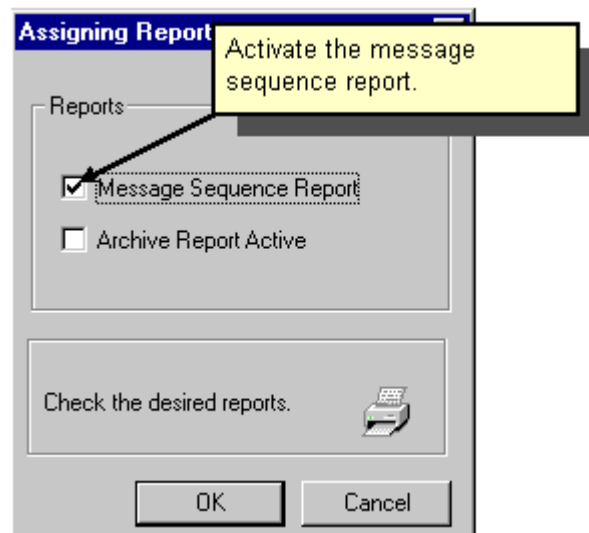 Assigning Report
Activate the message
sequence report.
Reports
Message Sequence Report
Archive Report Active
Check the desired reports.
OK
Cancel